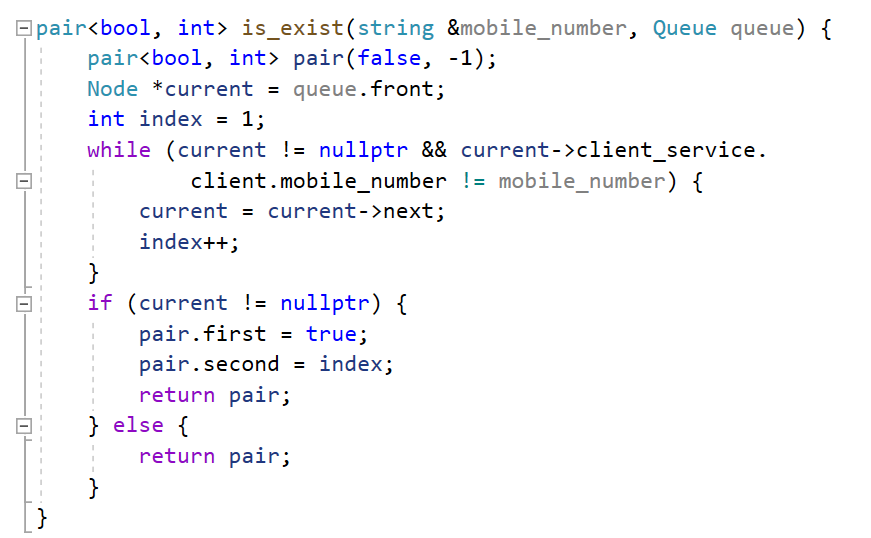 pair<bool, int> is_exist(string &mobile_number, Queue queue) {
    pair<bool, int> pair(false, -1);
    Node *current = queue.front;
    int index = 1;
    while (current != nullptr && current->client_service.
            client.mobile_number != mobile_number) {
        current = current->next;
        index++;
    }
    if (current != nullptr) {
        pair.first = true;
        pair.second = index;
        return pair;
    } else {
        return pair;
    }
}